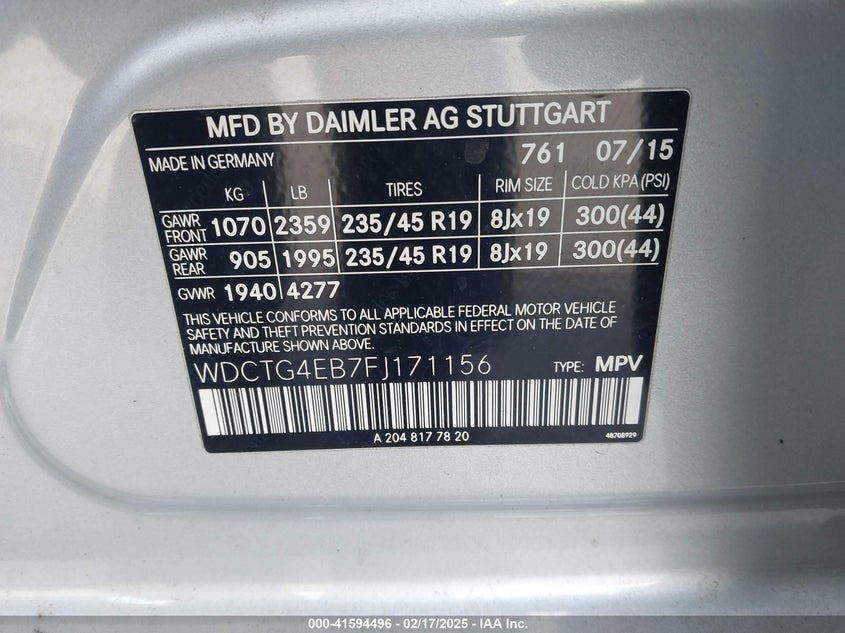 MFD BY DAIMLER AG STUTTGART
MADE IN GERMANY 761 07/15
KG LB TIRES RIM SIZE COLD KPA (PSI)
GAWR FRONT 1070 2359 235/45 R19 8Jx19 300(44)
GAWR REAR 905 1995 235/45 R19 8Jx19 300(44)
GVWR 1940 4277
THIS VEHICLE CONFORMS TO ALL APPLICABLE FEDERAL MOTOR VEHICLE
SAFETY AND THEFT PREVENTION STANDARDS IN EFFECT ON THE DATE OF
MANUFACTURE SHOWN ABOVE.
WDCTG4EB7FJ171156 TYPE: MPV
A 204 817 78 20 48708929
000-41594496 - 02/17/2025 - IAA Inc.